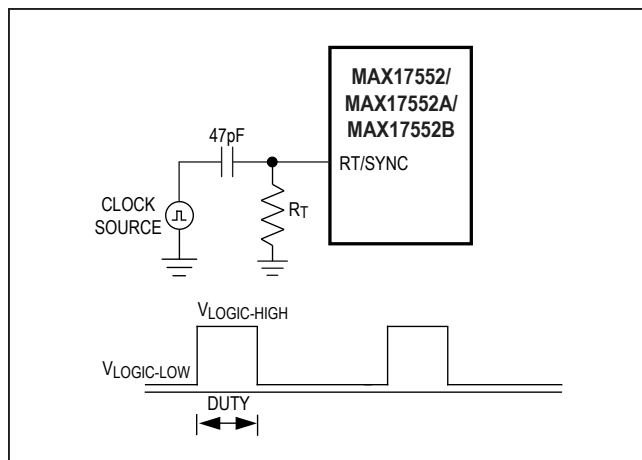 MAX17552/
MAX17552A/
MAX17552B
47pF
RT/SYNC
CLOCK
SOURCE
RT
VLOGIC-HIGH
VLOGIC-LOW
DUTY